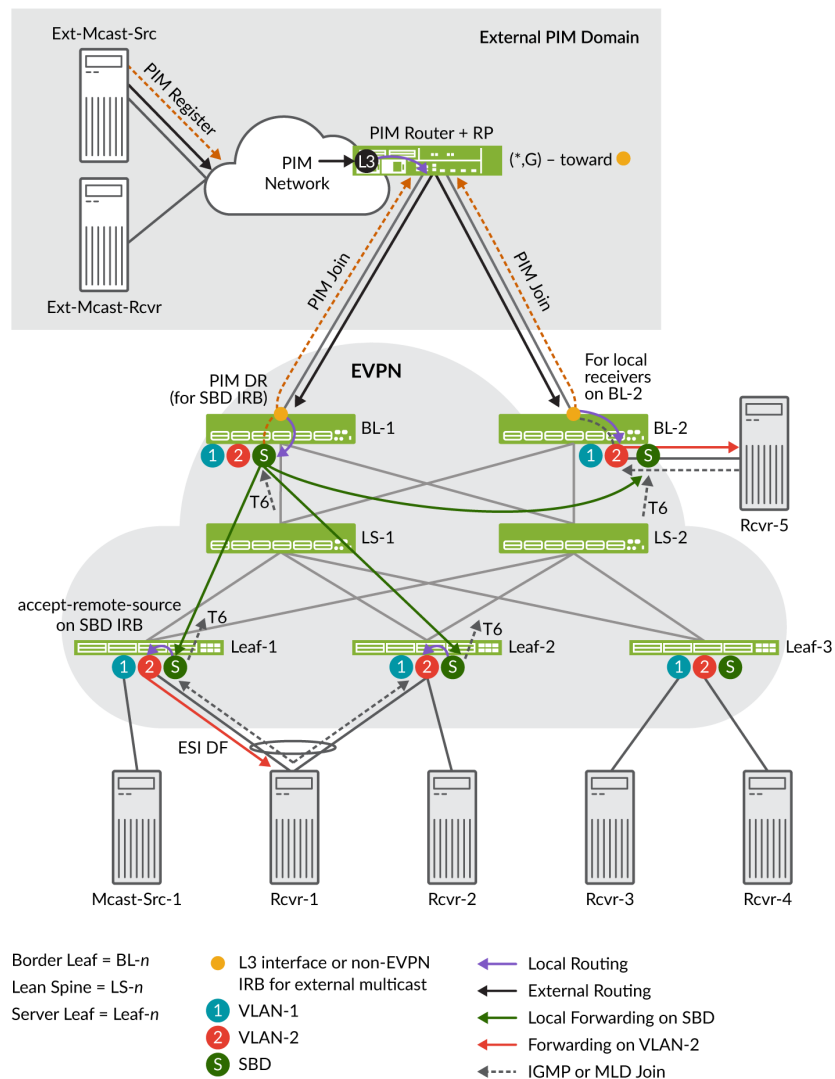 Ext-Mcast-Src
External PIM Domain
PIM Register
PIM Router + RP
PIM
Network
L3
(*,G) – toward
Ext-Mcast-Rcvr
PIM Join
PIM Join
EVPN
For local
receivers
on BL-2
PIM DR
(for SBD IRB)
BL-1
BL-2
1
2
S
1
2
S
T6
T6
Rcvr-5
LS-1
LS-2
accept-remote-source
on SBD IRB
T6
T6
Leaf-1
Leaf-2
Leaf-3
1
2
S
1
2
S
1
2
S
ESI DF
Mcast-Src-1
Rcvr-1
Rcvr-2
Rcvr-3
Rcvr-4
Border Leaf = BL-n
Lean Spine = LS-n
Server Leaf = Leaf-n
L3 interface or non-EVPN
IRB for external multicast
1 VLAN-1
2 VLAN-2
S SBD
Local Routing
External Routing
Local Forwarding on SBD
Forwarding on VLAN-2
IGMP or MLD Join